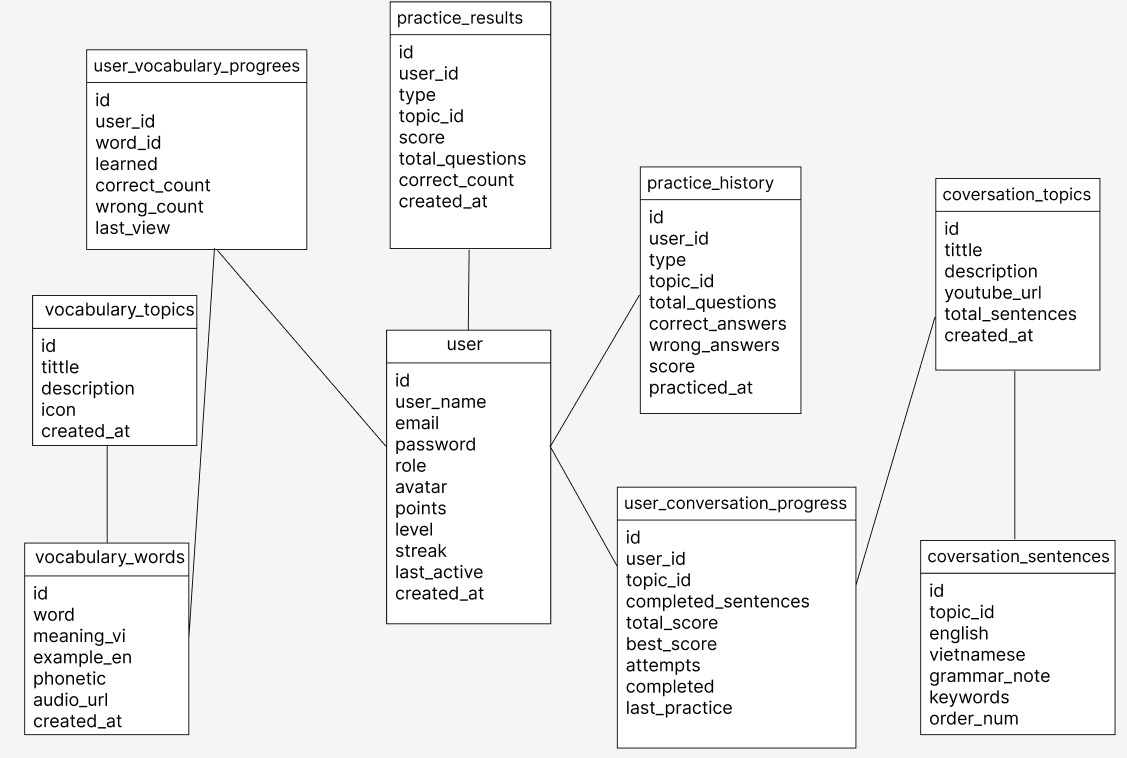 practice_results
id
user_id
type
topic_id
score
total_questions
correct_count
created_at
user_vocabulary_progrees
id
user_id
word_id
learned
correct_count
wrong_count
last_view
practice_history
id
user_id
type
topic_id
total_questions
correct_answers
wrong_answers
score
practiced_at
coversation_topics
id
tittle
description
youtube_url
total_sentences
created_at
vocabulary_topics
id
tittle
description
icon
created_at
user
id
user_name
email
password
role
avatar
points
level
streak
last_active
created_at
user_conversation_progress
id
user_id
topic_id
completed_sentences
total_score
best_score
attempts
completed
last_practice
vocabulary_words
id
word
meaning_vi
example_en
phonetic
audio_url
created_at
coversation_sentences
id
topic_id
english
vietnamese
grammar_note
keywords
order_num